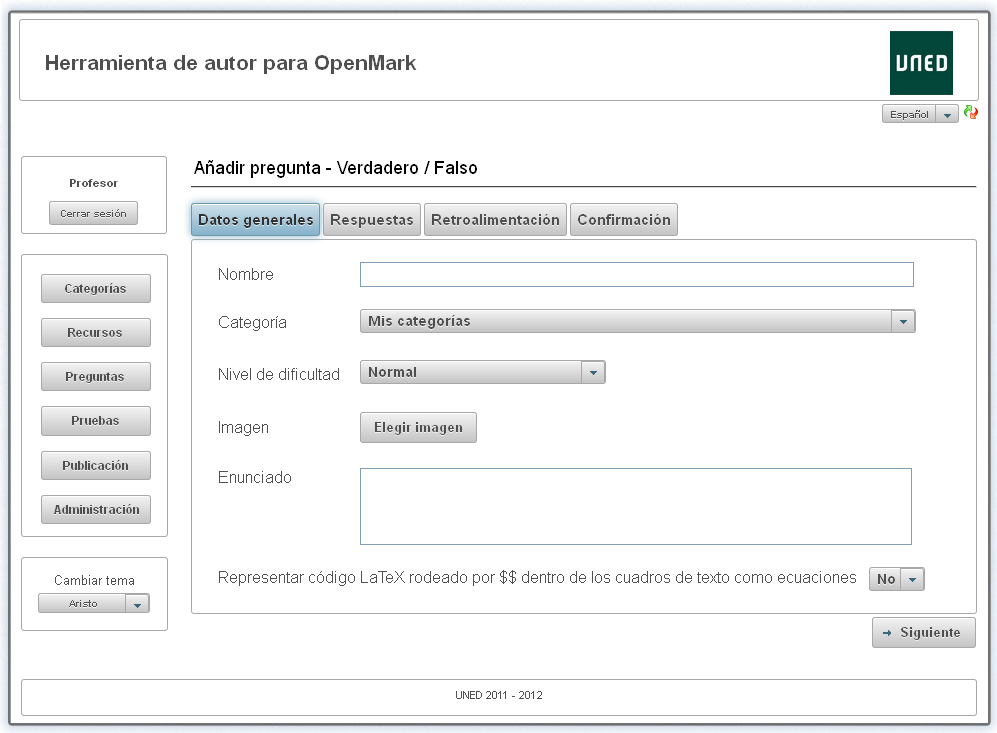 Herramienta de autor para OpenMark
UNED
Español
Profesor
Cerrar sesión
Categorías
Recursos
Preguntas
Pruebas
Publicación
Administración
Cambiar tema
Aristo
Añadir pregunta - Verdadero / Falso
Datos generales Respuestas Retroalimentación Confirmación
Nombre
Categoría Mis categorías
Nivel de dificultad Normal
Imagen Elegir imagen
Enunciado
Representar código LaTeX rodeado por $$ dentro de los cuadros de texto como ecuaciones No
Siguiente
UNED 2011 - 2012